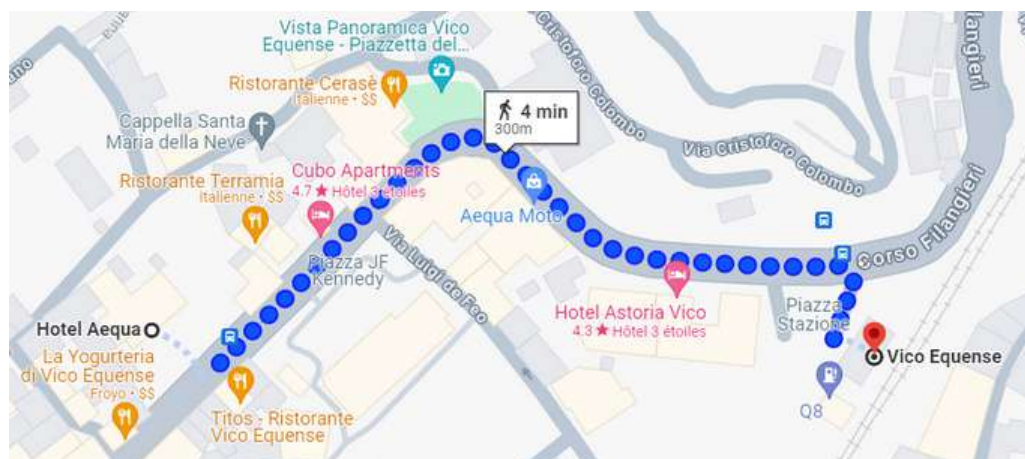 Vista Panoramica Vico
Equense - Piazzetta del...
Ristorante Cerasè
Italienne • $$
Cappella Santa
Maria della Neve
Ristorante Terramia
Italienne • $$
Cubo Apartments
4.7 ★ Hôtel 3 étoiles
4 min
300m
Cristoforo Colombo
Via Cristoforo Colombo
Aequa Moto
Piazza JF
Kennedy
Via Luigi de Feo
Hotel Aequa
La Yogurteria
di Vico Equense
Froyo • $$
Titos - Ristorante
Vico Equense
Hotel Astoria Vico
4.3 ★ Hôtel 3 étoiles
Piazza
Stazione
Corso Filangieri
Vico Equense
Q8